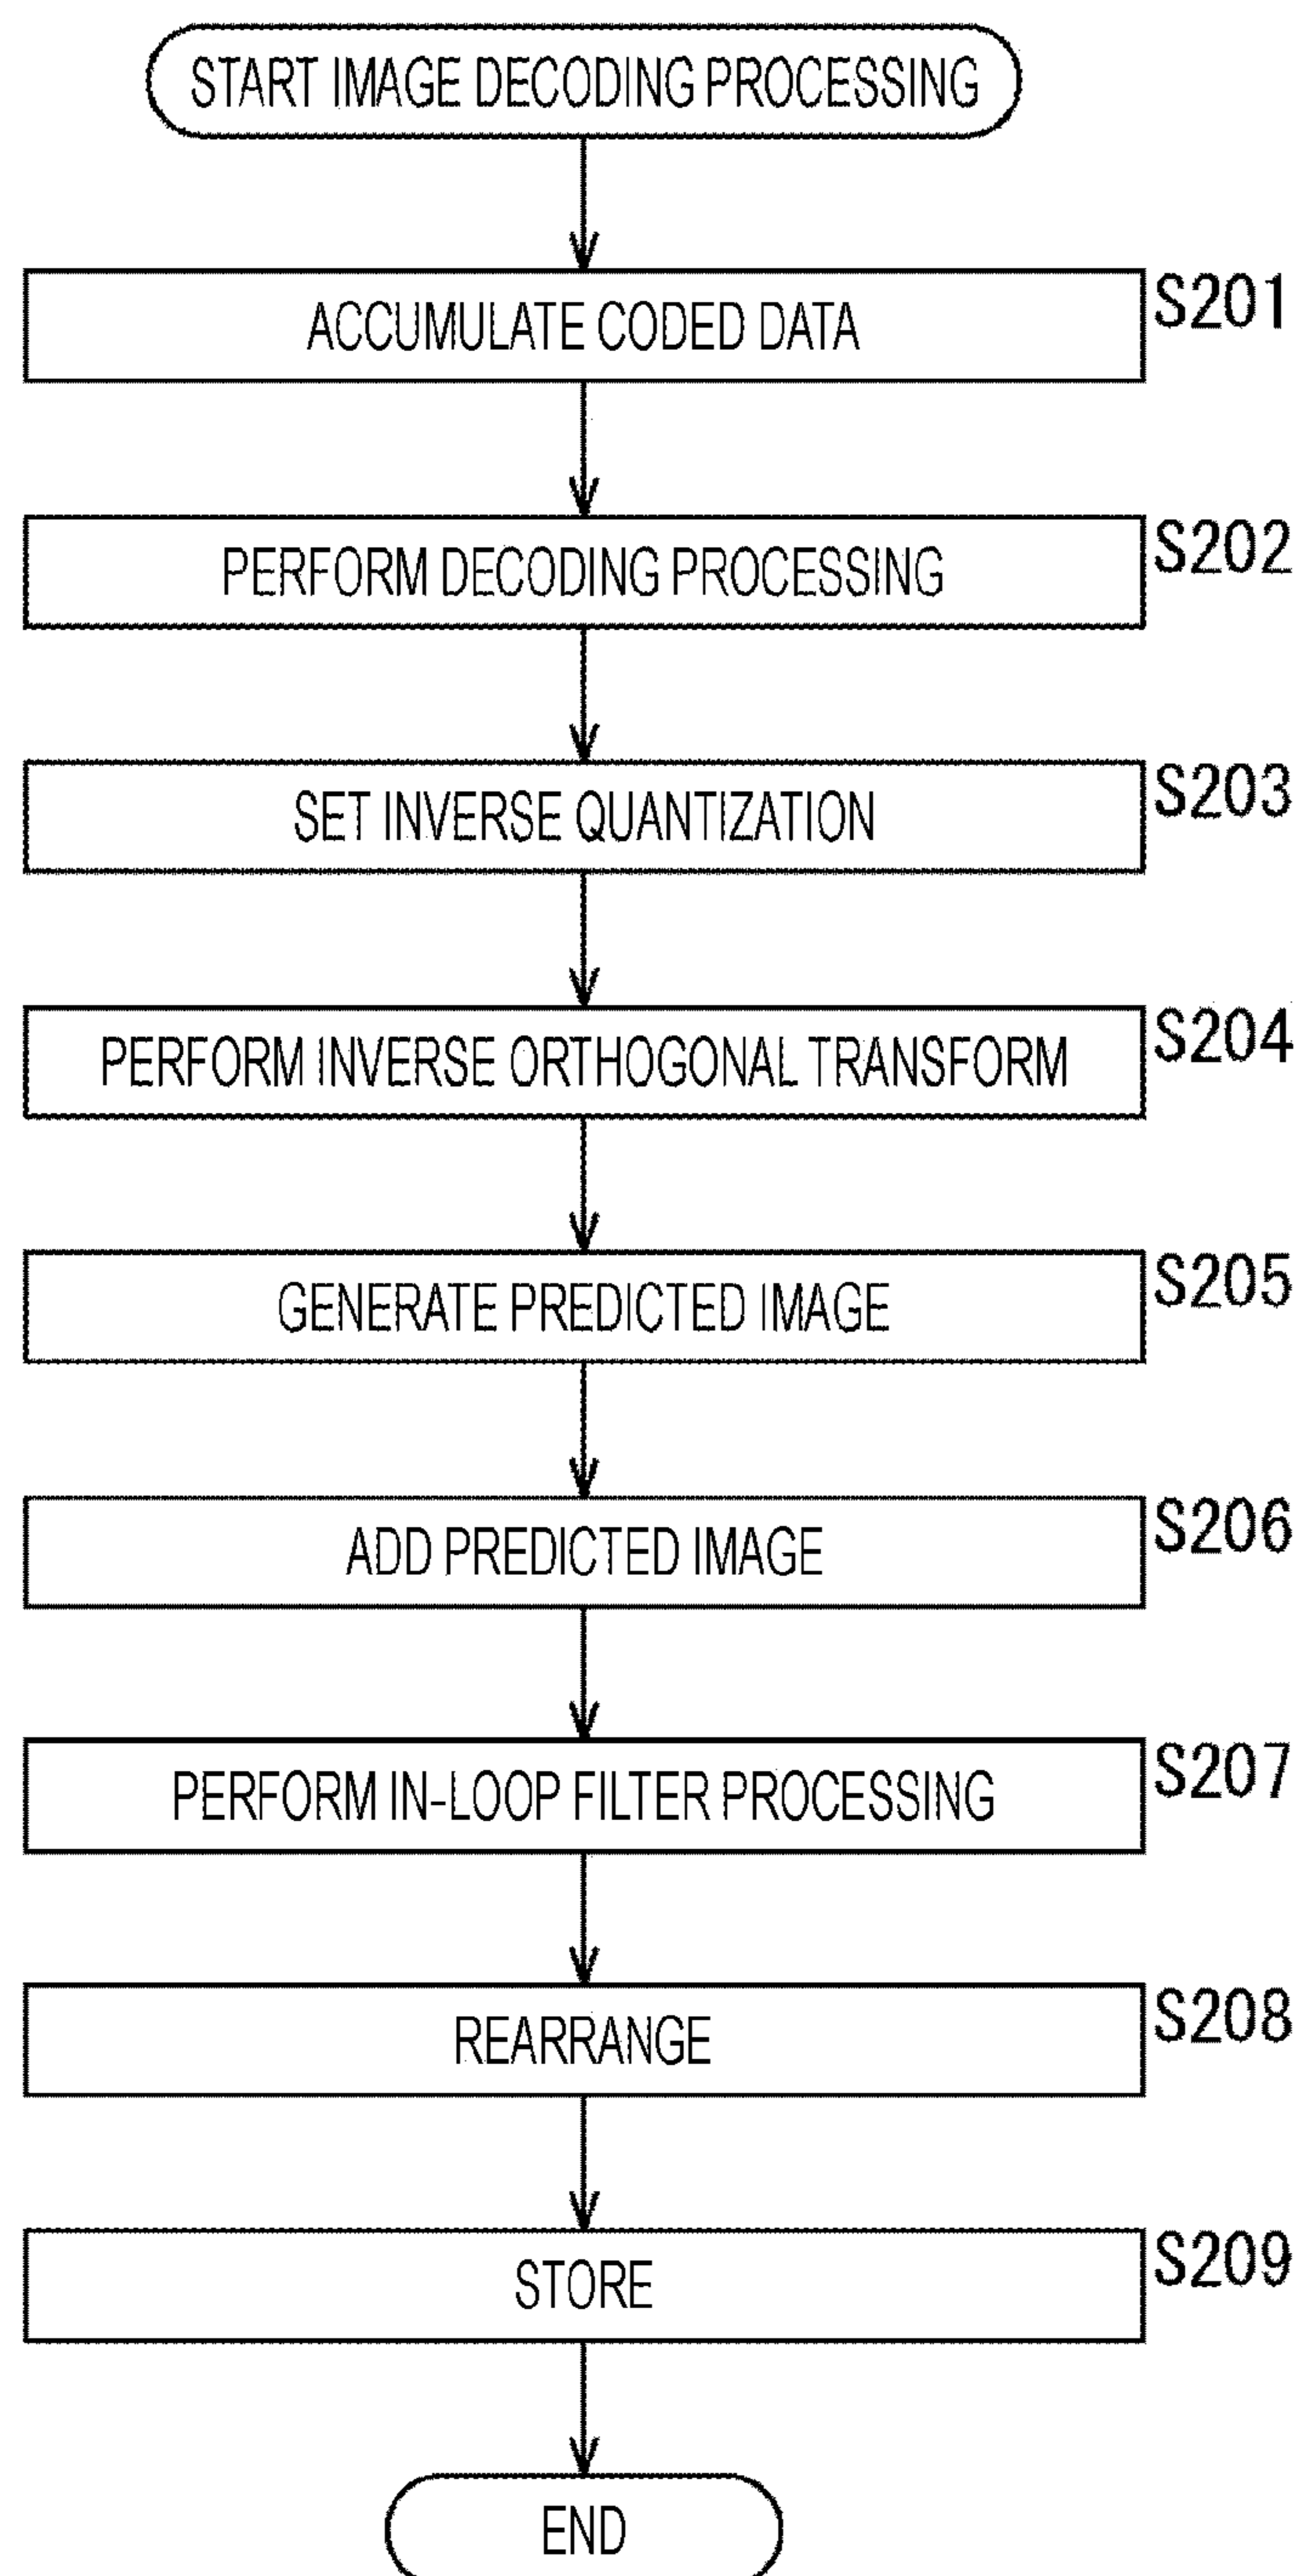 START IMAGE DECODING PROCESSING
ACCUMULATE CODED DATA
S201
PERFORM DECODING PROCESSING
S202
SET INVERSE QUANTIZATION
S203
PERFORM INVERSE ORTHOGONAL TRANSFORM
S204
GENERATE PREDICTED IMAGE
S205
ADD PREDICTED IMAGE
S206
PERFORM IN-LOOP FILTER PROCESSING
S207
REARRANGE
S208
STORE
S209
END